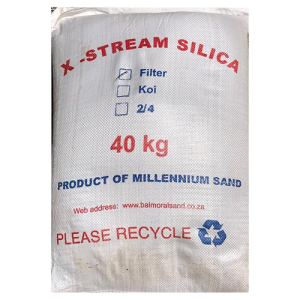 X-STREAM SILICA
Filter
Koi
2/4
40 kg
PRODUCT OF MILLENNIUM SAND
Web address: www.balmoralsand.co.za
PLEASE RECYCLE